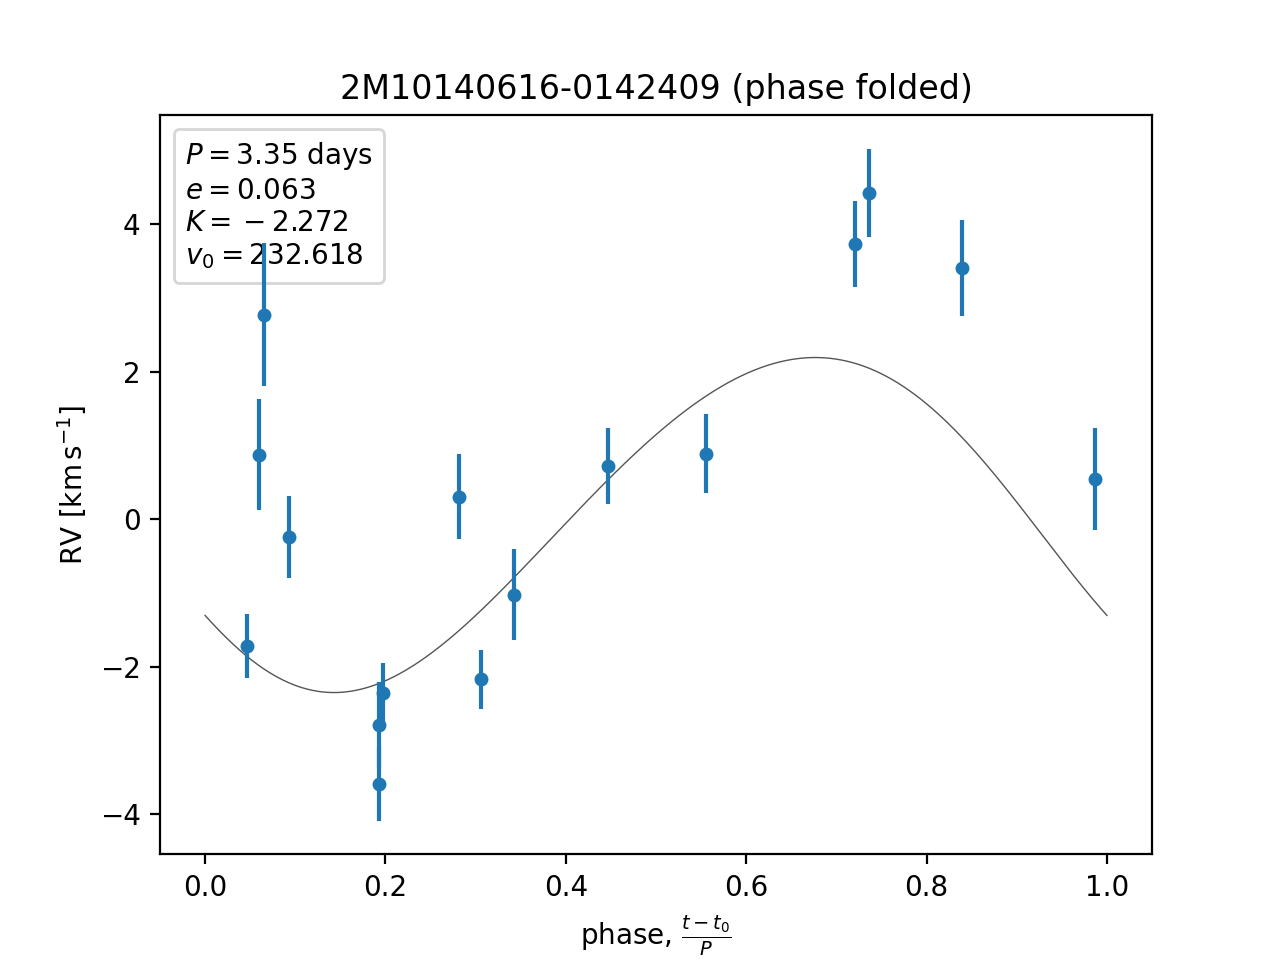 2M10140616-0142409 (phase folded)
P = 3.35 days
e = 0.063
K = −2.272
v₀ = 232.618
4
2
0
−2
−4
RV [km s⁻¹]
0.0 0.2 0.4 0.6 0.8 1.0
phase, (t − t₀)/P